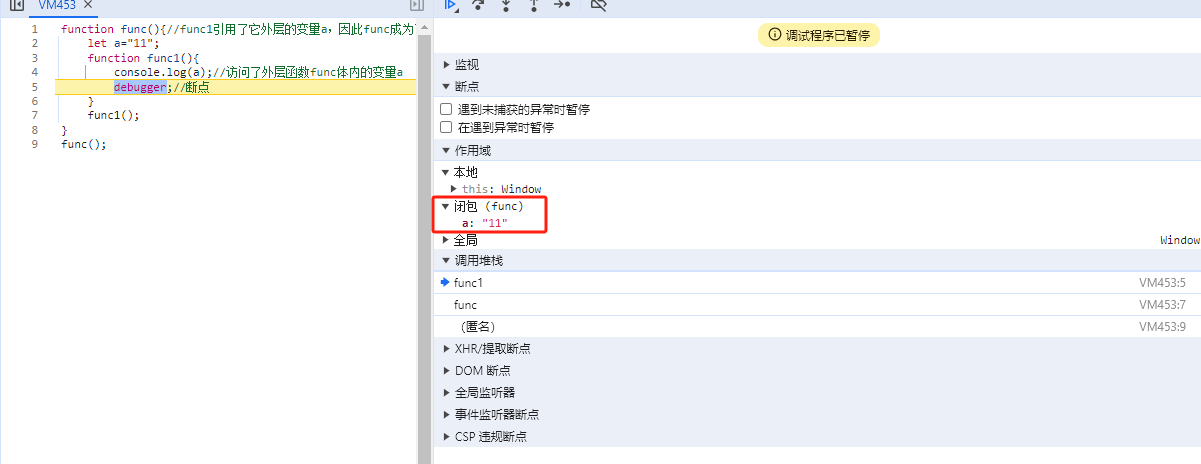 VM453
1 function func(){//func1引用了它外层的变量a，因此func成为
2 let a="11";
3 function func1(){
4 console.log(a);//访问了外层函数func体内的变量a
5 debugger;//断点
6 }
7 func1();
8 }
9 func();
调试程序已暂停
监视
断点
遇到未捕获的异常时暂停
在遇到异常时暂停
作用域
本地
this: Window
闭包 (func)
a: "11"
全局 Window
调用堆栈
func1 VM453:5
func VM453:7
(匿名) VM453:9
XHR/提取断点
DOM 断点
全局监听器
事件监听器断点
CSP 违规断点